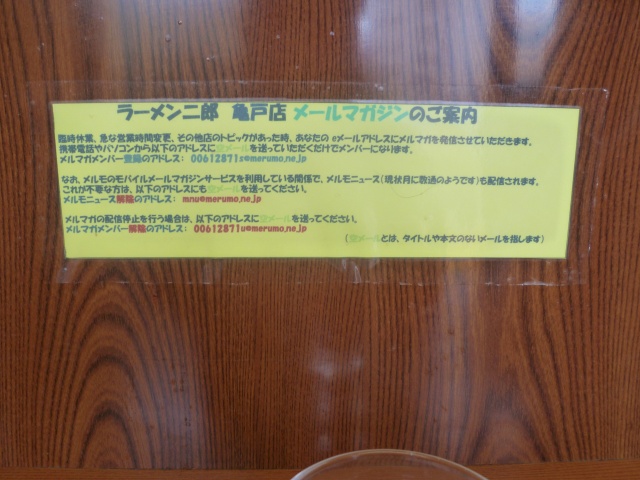 ラーメン二郎 亀戸店 メールマガジンのご案内
臨時休業、急な営業時間変更、その他店のトピックがあった時、あなたの eメールアドレスにメルマガを発信させていただきます。
携帯電話やパソコンから以下のアドレスに空メールを送っていただくだけでメンバーになります。
メルマガメンバー登録のアドレス： 00612871s@merumo.ne.jp
なお、メルモのモバイルメールマガジンサービスを利用している関係で、メルモニュース（現状月に数通のようです）も配信されます。
これが不要な方は、以下のアドレスにも空メールを送ってください。
メルモニュース解除のアドレス： mnu@merumo.ne.jp
メルマガの配信停止を行う場合は、以下のアドレスに空メールを送ってください。
メルマガメンバー解除のアドレス： 00612871u@merumo.ne.jp
（空メールとは、タイトルや本文のないメールを指します）